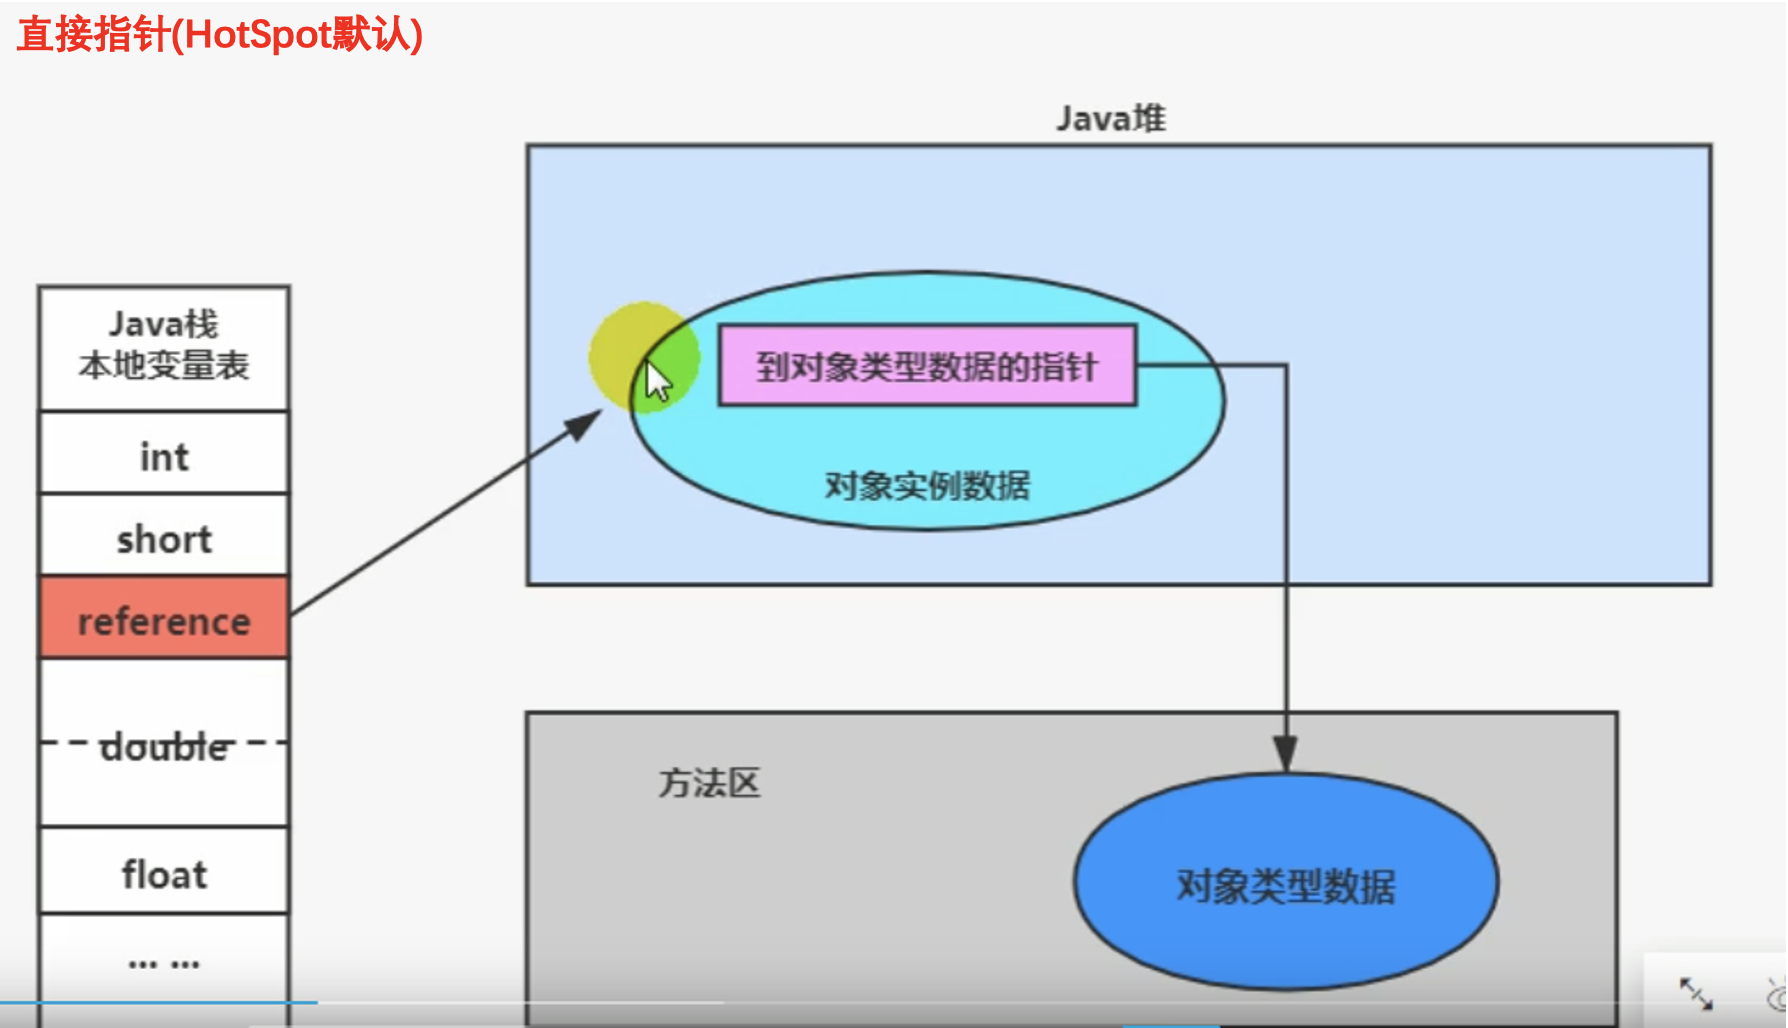 直接指针(HotSpot默认)
Java堆
Java栈
本地变量表
int
short
reference
double
float
... ...
到对象类型数据的指针
对象实例数据
方法区
对象类型数据